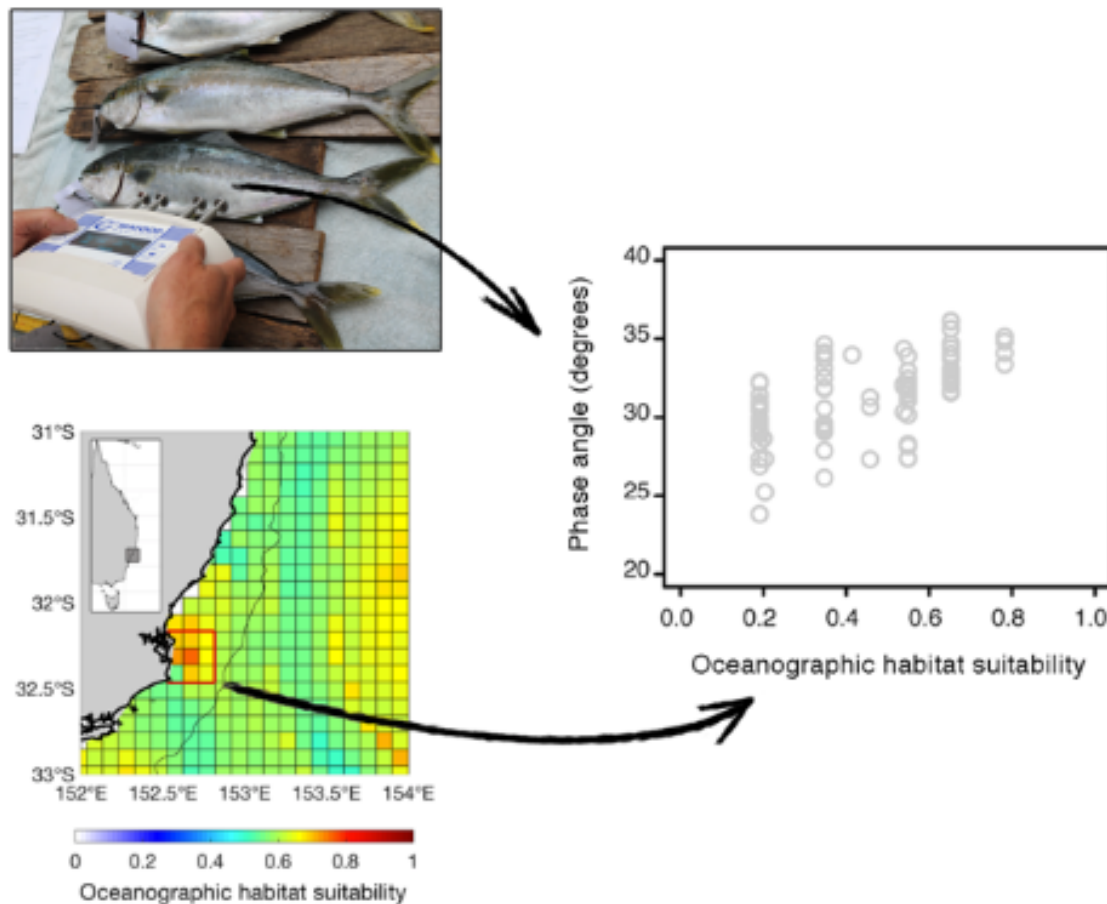 SEAFOOD
40
35
30
25
20
Phase angle (degrees)
0.0 0.2 0.4 0.6 0.8 1.0
Oceanographic habitat suitability
31°S
31.5°S
32°S
32.5°S
33°S
152°E 152.5°E 153°E 153.5°E 154°E
0 0.2 0.4 0.6 0.8 1
Oceanographic habitat suitability